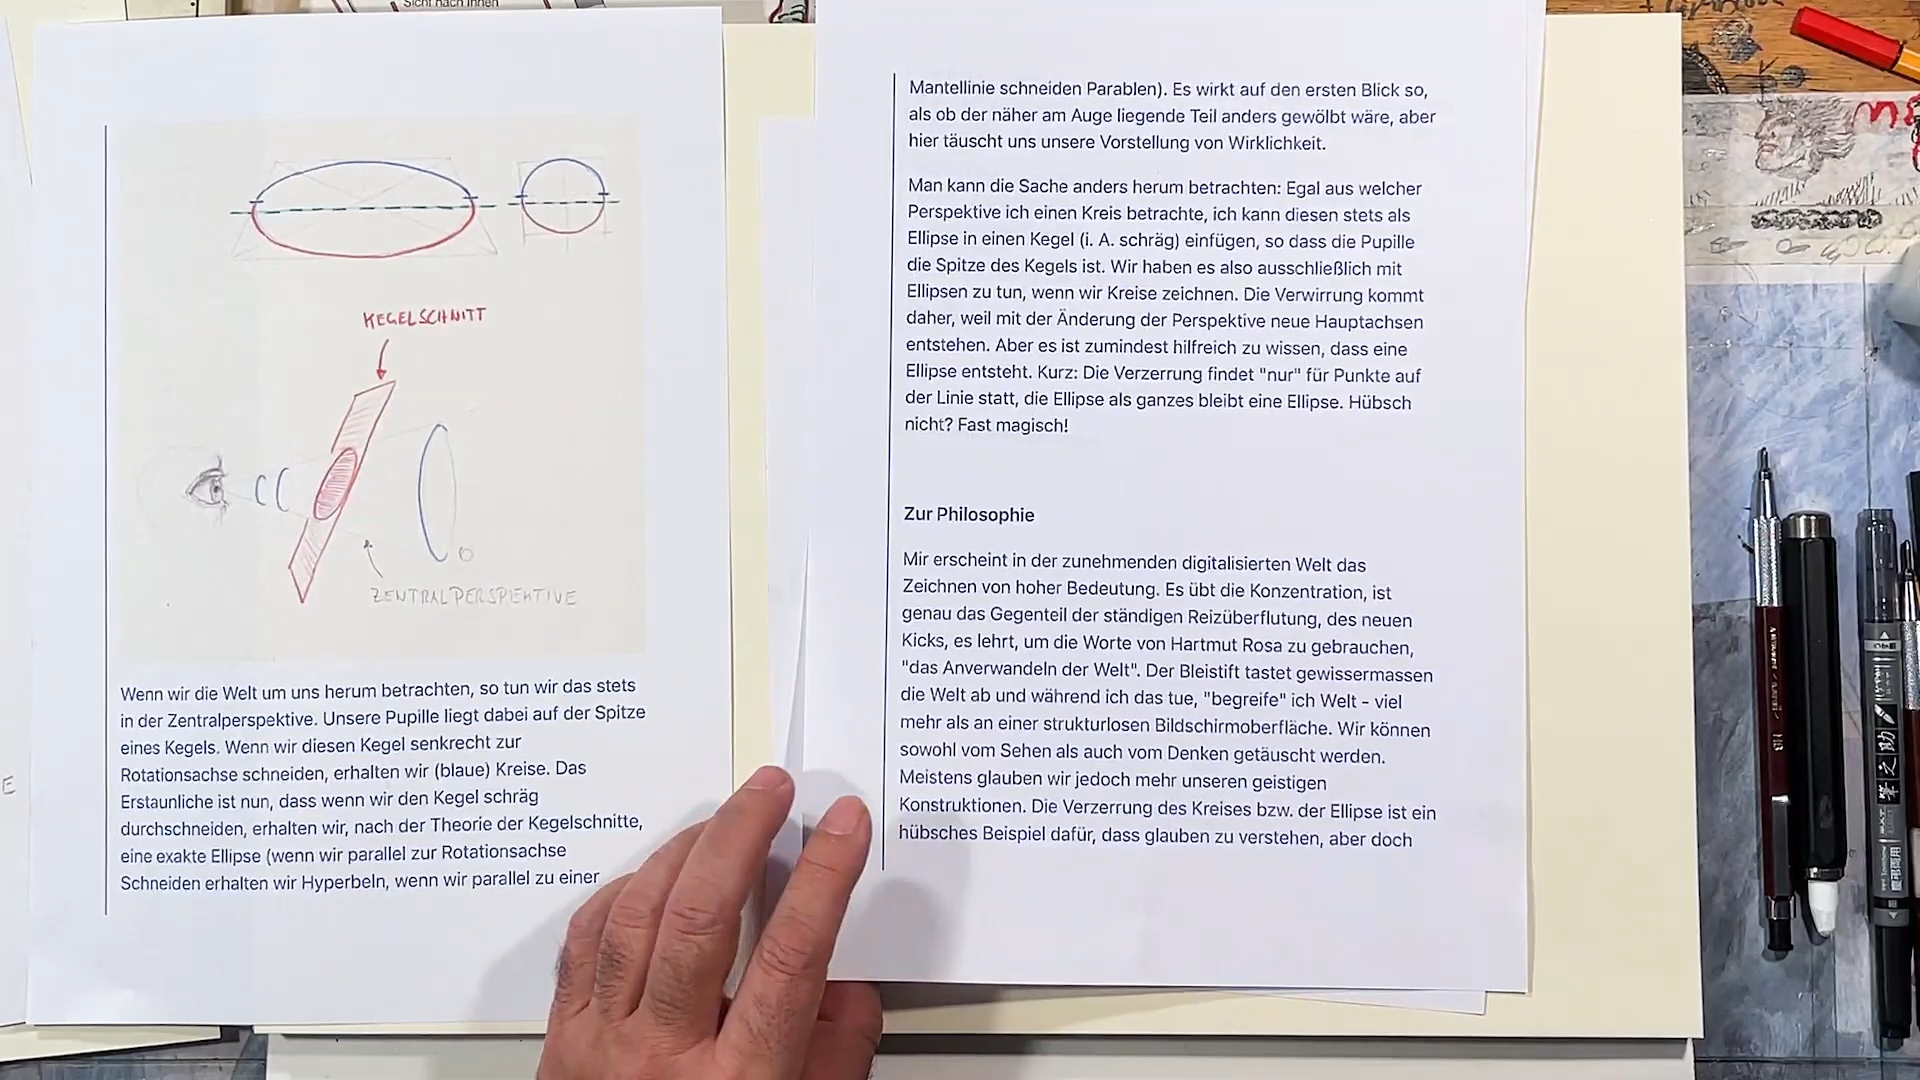 Sicht nach innen
KEGELSCHNITT
ZENTRALPERSPEKTIVE
Wenn wir die Welt um uns herum betrachten, so tun wir das stets
in der Zentralperspektive. Unsere Pupille liegt dabei auf der Spitze
eines Kegels. Wenn wir diesen Kegel senkrecht zur
Rotationsachse schneiden, erhalten wir (blaue) Kreise. Das
Erstaunliche ist nun, dass wenn wir den Kegel schräg
durchschneiden, erhalten wir, nach der Theorie der Kegelschnitte,
eine exakte Ellipse (wenn wir parallel zur Rotationsachse
Schneiden erhalten wir Hyperbeln, wenn wir parallel zu einer
Mantellinie schneiden Parablen). Es wirkt auf den ersten Blick so,
als ob der näher am Auge liegende Teil anders gewölbt wäre, aber
hier täuscht uns unsere Vorstellung von Wirklichkeit.
Man kann die Sache anders herum betrachten: Egal aus welcher
Perspektive ich einen Kreis betrachte, ich kann diesen stets als
Ellipse in einen Kegel (i. A. schräg) einfügen, so dass die Pupille
die Spitze des Kegels ist. Wir haben es also ausschließlich mit
Ellipsen zu tun, wenn wir Kreise zeichnen. Die Verwirrung kommt
daher, weil mit der Änderung der Perspektive neue Hauptachsen
entstehen. Aber es ist zumindest hilfreich zu wissen, dass eine
Ellipse entsteht. Kurz: Die Verzerrung findet "nur" für Punkte auf
der Linie statt, die Ellipse als ganzes bleibt eine Ellipse. Hübsch
nicht? Fast magisch!
Zur Philosophie
Mir erscheint in der zunehmenden digitalisierten Welt das
Zeichnen von hoher Bedeutung. Es übt die Konzentration, ist
genau das Gegenteil der ständigen Reizüberflutung, des neuen
Kicks, es lehrt, um die Worte von Hartmut Rosa zu gebrauchen,
"das Anverwandeln der Welt". Der Bleistift tastet gewissermassen
die Welt ab und während ich das tue, "begreife" ich Welt - viel
mehr als an einer strukturlosen Bildschirmoberfläche. Wir können
sowohl vom Sehen als auch vom Denken getäuscht werden.
Meistens glauben wir jedoch mehr unseren geistigen
Konstruktionen. Die Verzerrung des Kreises bzw. der Ellipse ist ein
hübsches Beispiel dafür, dass glauben zu verstehen, aber doch